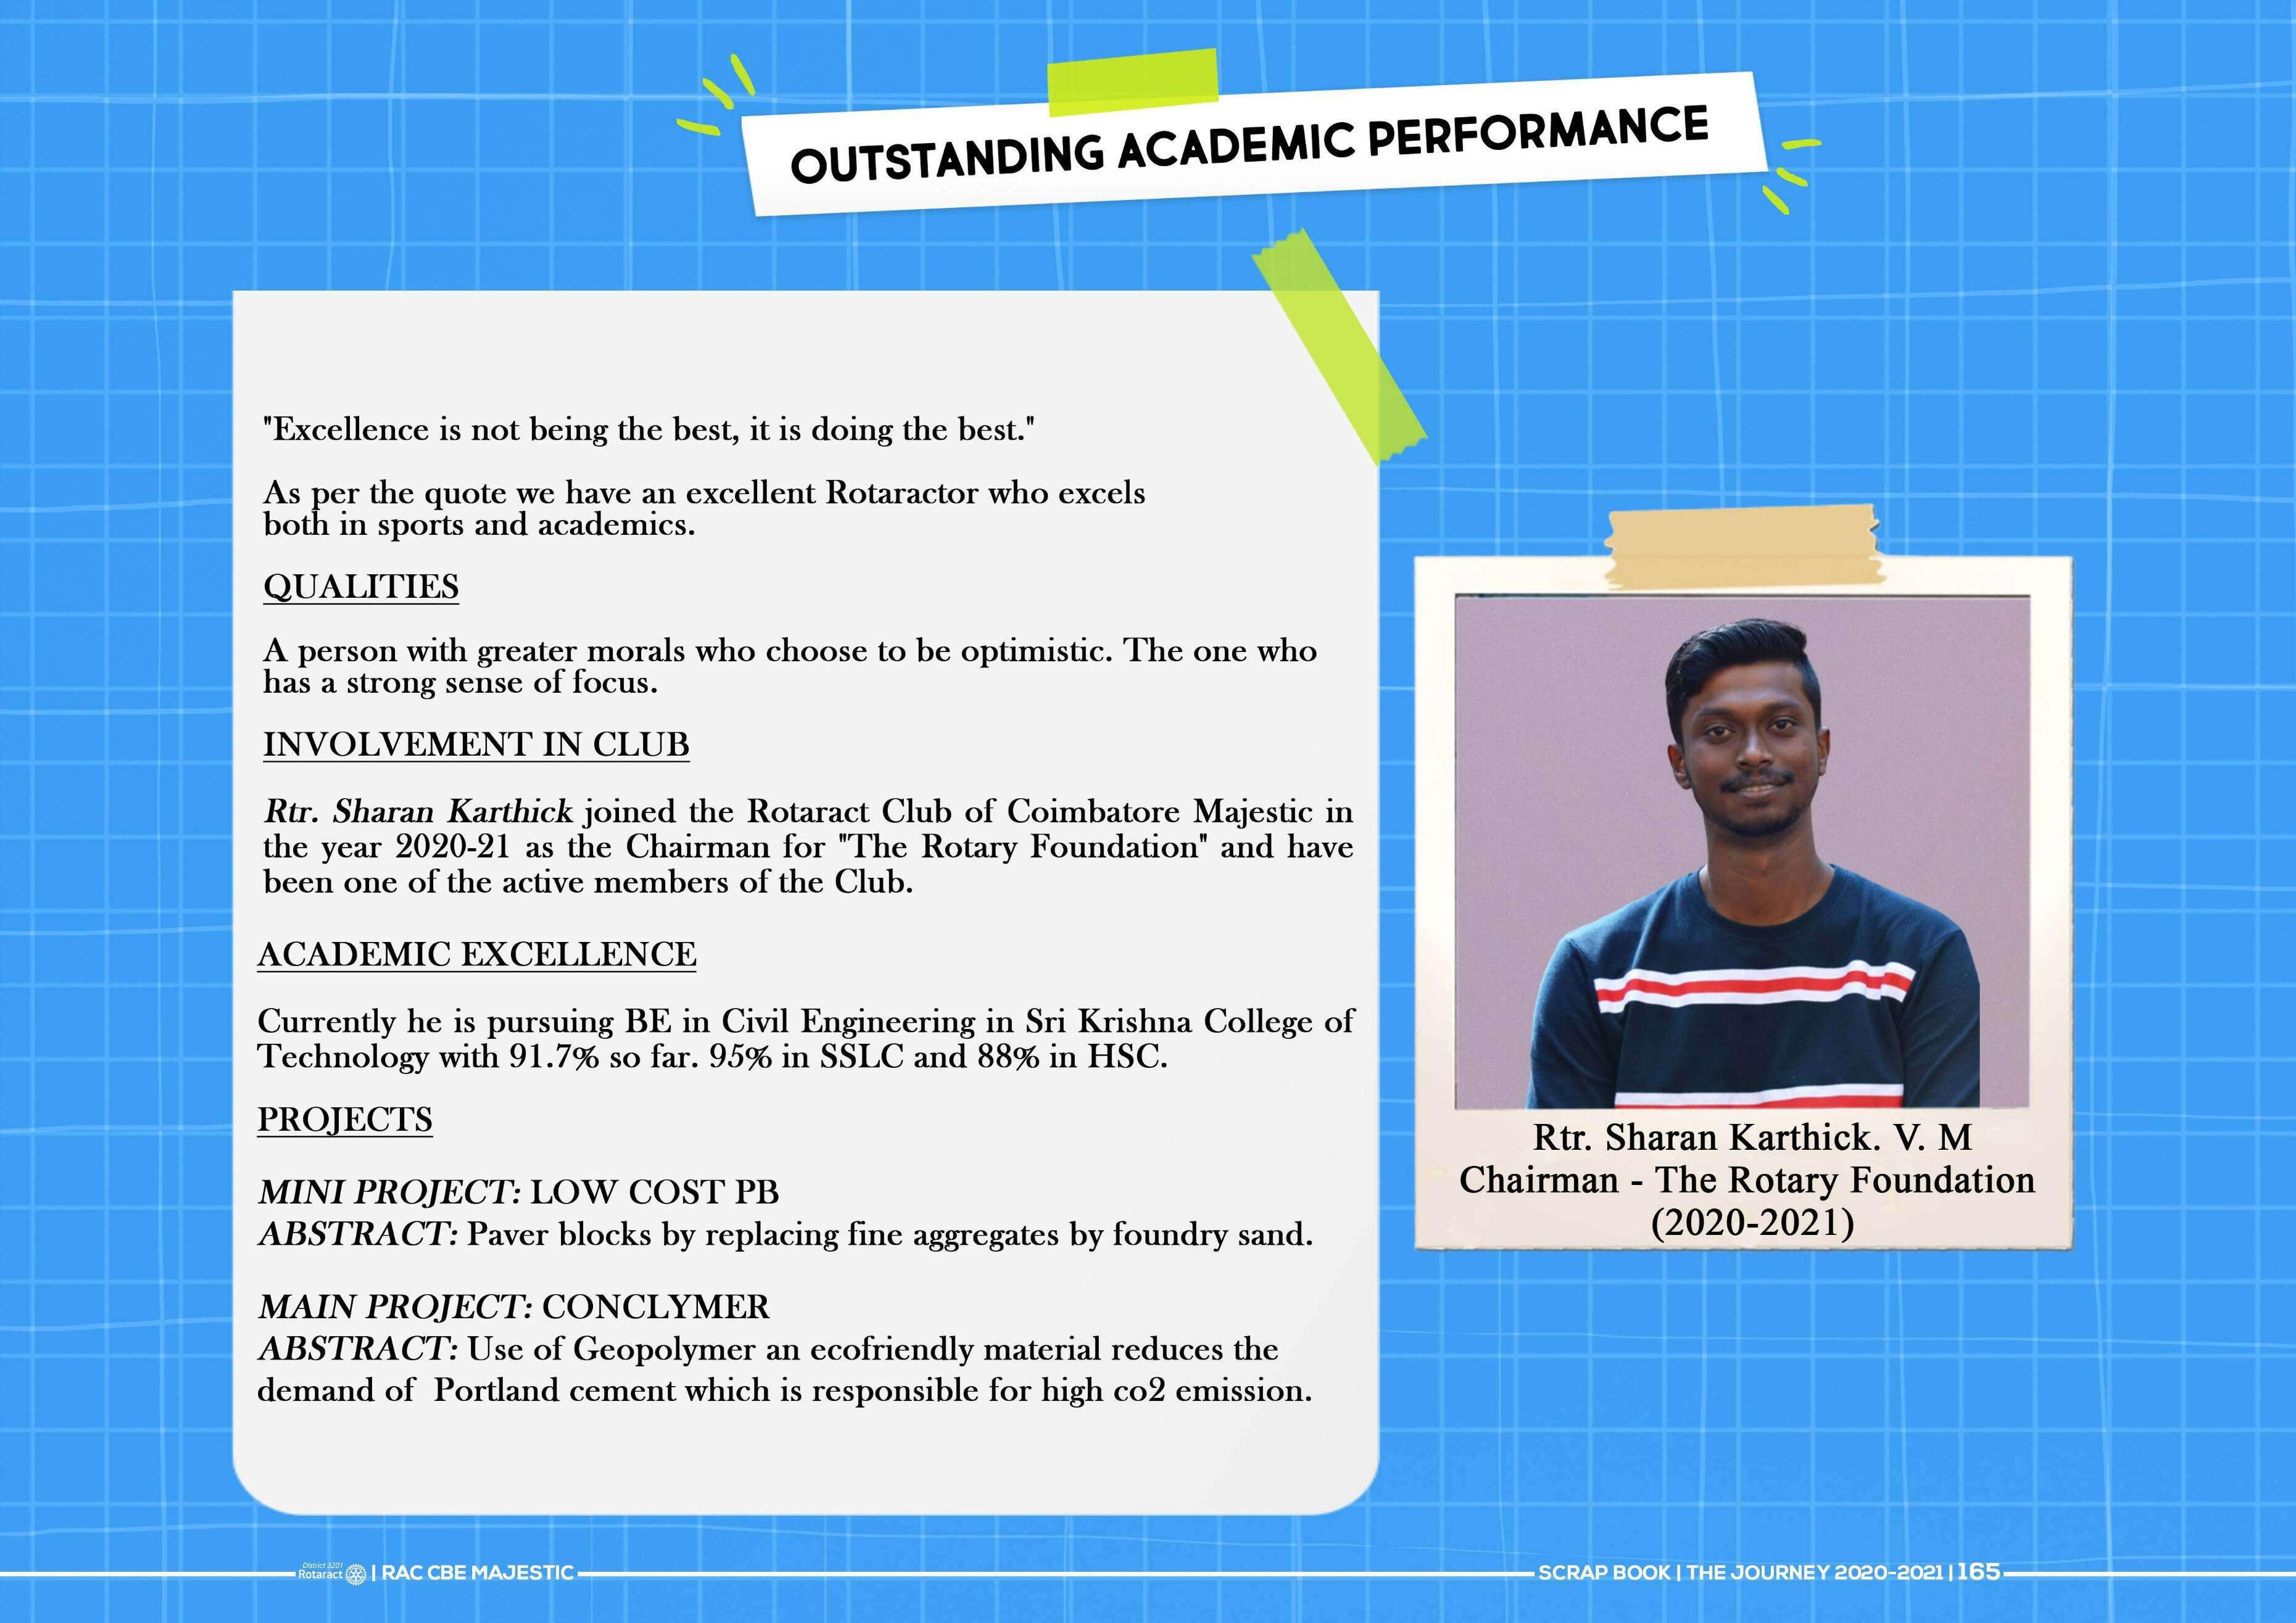 OUTSTANDING ACADEMIC PERFORMANCE
"Excellence is not being the best, it is doing the best."
As per the quote we have an excellent Rotaractor who excels
both in sports and academics.
QUALITIES
A person with greater morals who choose to be optimistic. The one who
has a strong sense of focus.
INVOLVEMENT IN CLUB
Rtr. Sharan Karthick joined the Rotaract Club of Coimbatore Majestic in
the year 2020-21 as the Chairman for "The Rotary Foundation" and have
been one of the active members of the Club.
ACADEMIC EXCELLENCE
Currently he is pursuing BE in Civil Engineering in Sri Krishna College of
Technology with 91.7% so far. 95% in SSLC and 88% in HSC.
PROJECTS
MINI PROJECT: LOW COST PB
ABSTRACT: Paver blocks by replacing fine aggregates by foundry sand.
MAIN PROJECT: CONCLYMER
ABSTRACT: Use of Geopolymer an ecofriendly material reduces the
demand of  Portland cement which is responsible for high co2 emission.
Rtr. Sharan Karthick. V. M
Chairman - The Rotary Foundation
(2020-2021)
District 3201
Rotaract | RAC CBE MAJESTIC
SCRAP BOOK | THE JOURNEY 2020-2021 | 165